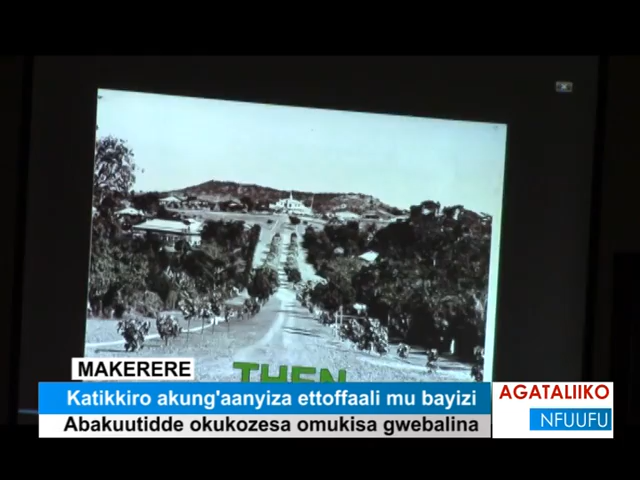 THEN
MAKERERE
Katikkiro akung'aanyiza ettoffaali mu bayizi
Abakuutidde okukozesa omukisa gwebalina
AGATALIIKO
NFUUFU